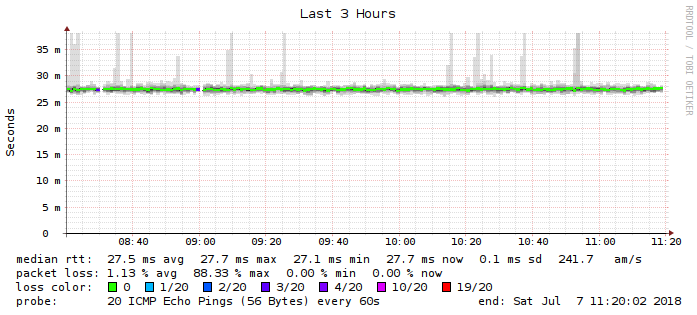 Last 3 Hours
RRDTOOL / TOBI OETIKER
Seconds
35 m
30 m
25 m
20 m
15 m
10 m
5 m
0
08:40 09:00 09:20 09:40 10:00 10:20 10:40 11:00 11:20
median rtt: 27.5 ms avg 27.7 ms max 27.1 ms min 27.7 ms now 0.1 ms sd 241.7 am/s
packet loss: 1.13 % avg 88.33 % max 0.00 % min 0.00 % now
loss color: 0 1/20 2/20 3/20 4/20 10/20 19/20
probe: 20 ICMP Echo Pings (56 Bytes) every 60s end: Sat Jul 7 11:20:02 2018